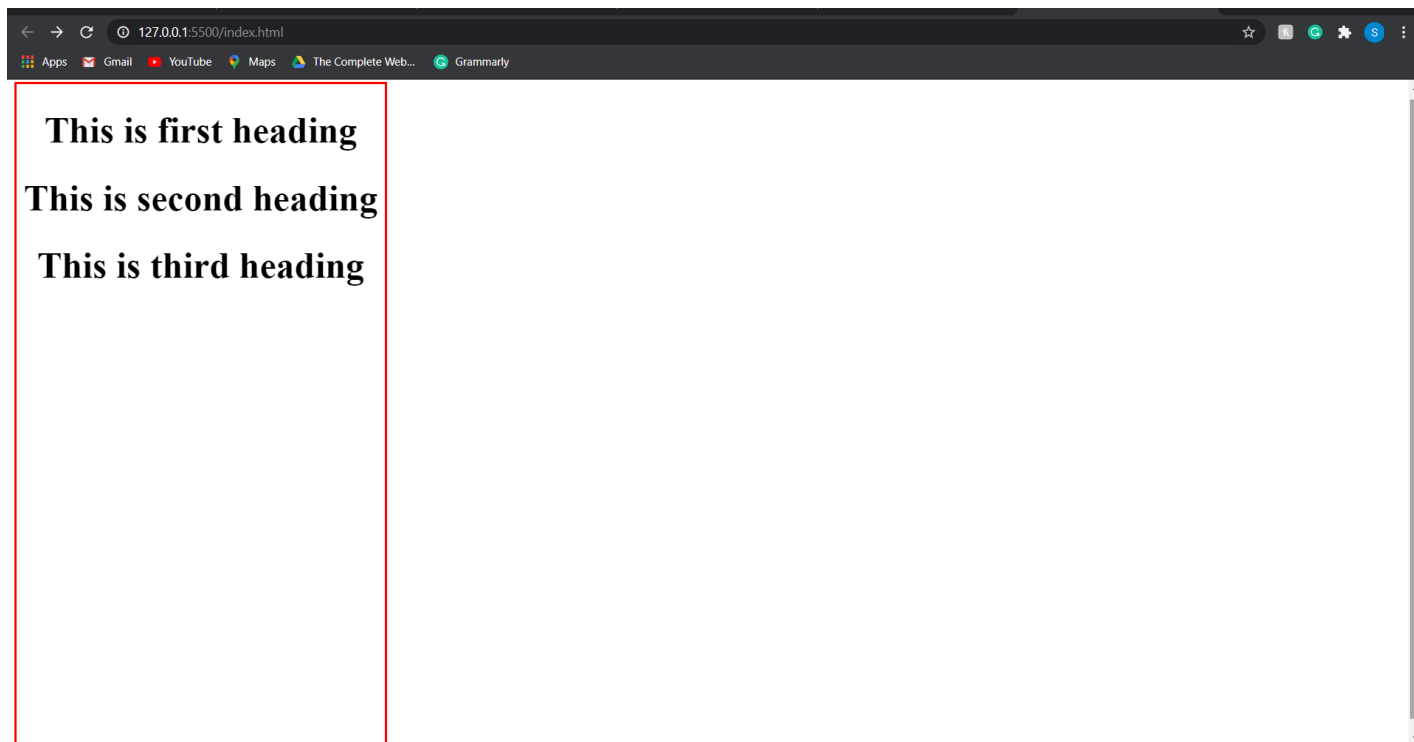 127.0.0.1:5500/index.html
S
Apps Gmail YouTube Maps The Complete Web... Grammarly
This is first heading
This is second heading
This is third heading